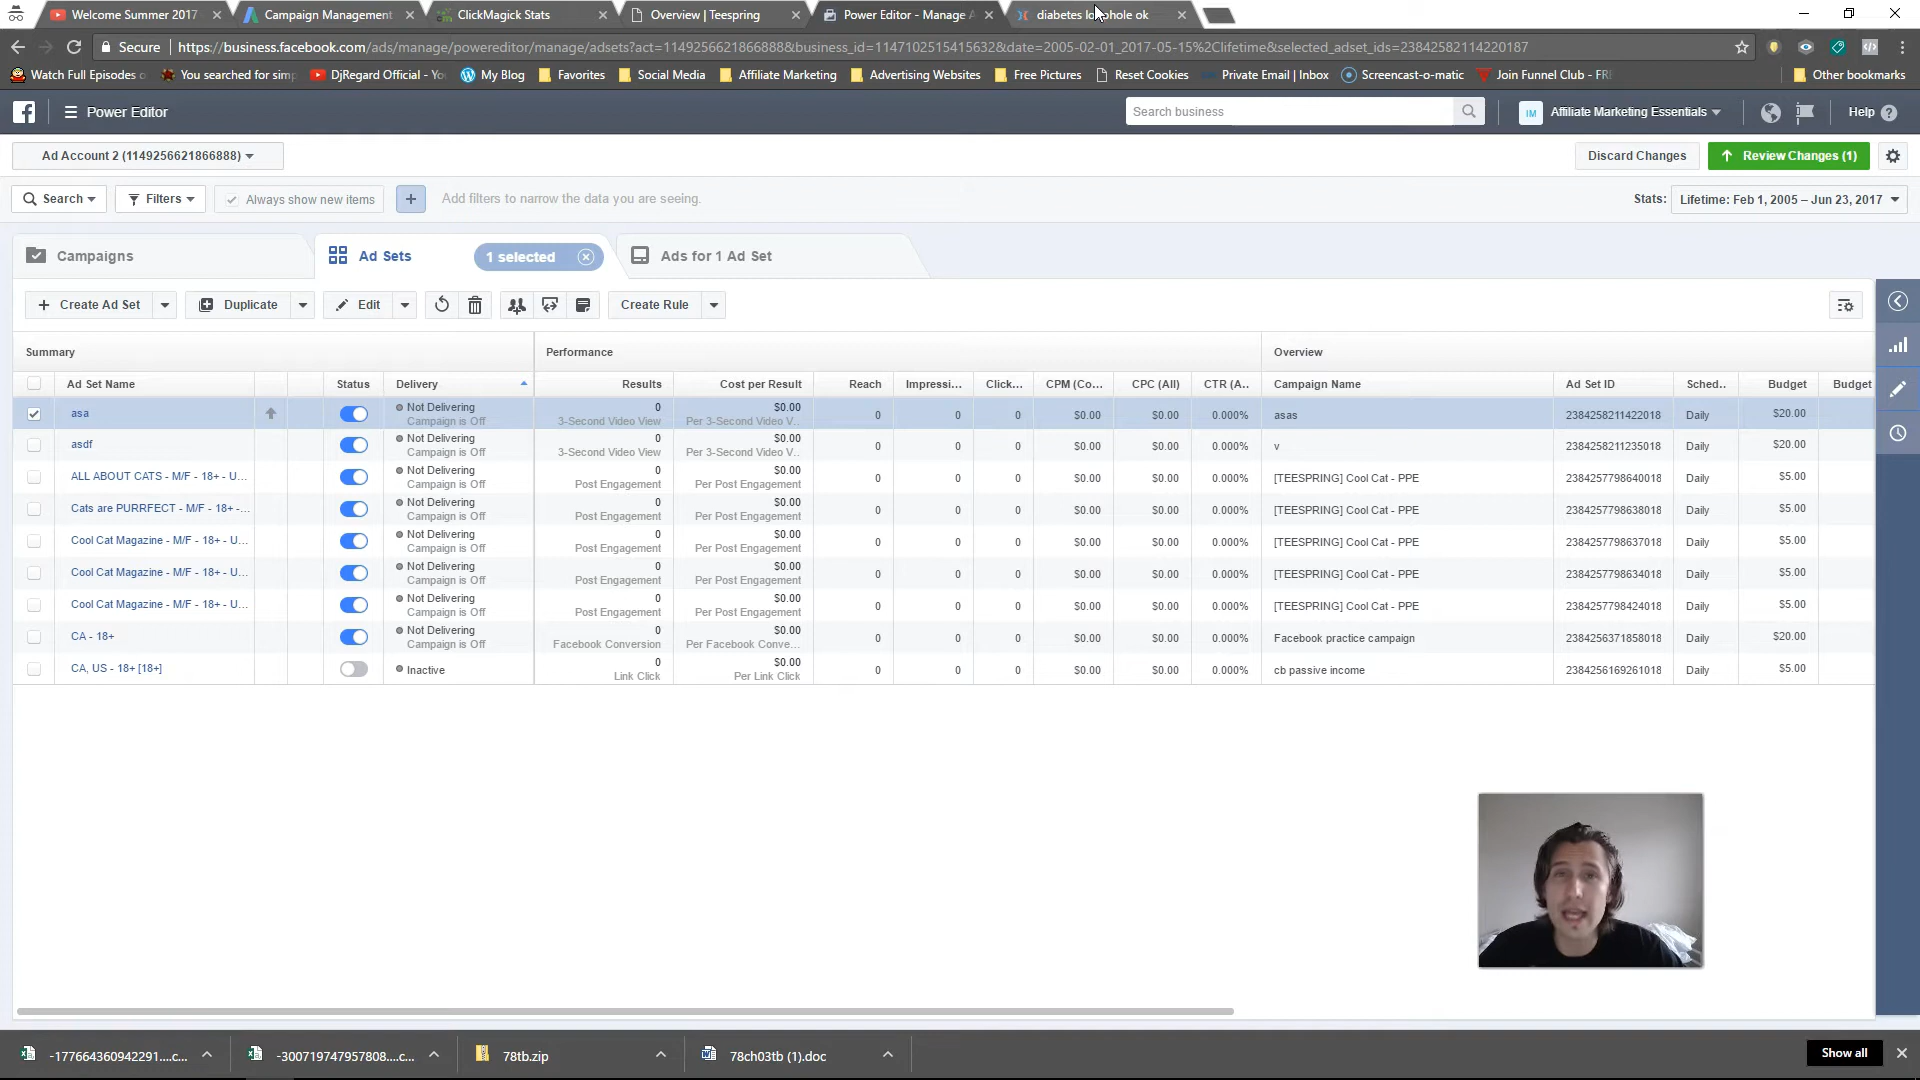 Welcome Summer 2017
Campaign Management
ClickMagick Stats
Overview | Teespring
Power Editor - Manage A
diabetes lo phole ok
Secure
https://business.facebook.com/ads/manage/powereditor/manage/adsets?act=1149256621866888&business_id=1147102515415632&date=2005-02-01_2017-05-15%2Clifetime&selected_adset_ids=23842582114220187
Watch Full Episodes o
You searched for simp
DjRegard Official - Yo
My Blog
Favorites
Social Media
Affiliate Marketing
Advertising Websites
Free Pictures
Reset Cookies
Private Email | Inbox
Screencast-o-matic
Join Funnel Club - FRE
Other bookmarks
Power Editor
Search business
IM
Affiliate Marketing Essentials
Help
Ad Account 2 (1149256621866888)
Discard Changes
Review Changes (1)
Search
Filters
Always show new items
Add filters to narrow the data you are seeing.
Stats:
Lifetime: Feb 1, 2005 – Jun 23, 2017
Campaigns
Ad Sets
1 selected
Ads for 1 Ad Set
Create Ad Set
Duplicate
Edit
Create Rule
Summary
Performance
Overview
Ad Set Name Status Delivery Results Cost per Result Reach Impressi... Click... CPM (Co... CPC (All) CTR (A... Campaign Name Ad Set ID Sched... Budget Budget
asa Not Delivering 0 $0.00 0 0 0 $0.00 $0.00 0.000% asas 2384258211422018 Daily $20.00
Campaign is Off 3-Second Video View Per 3-Second Video V...
asdf Not Delivering 0 $0.00 0 0 0 $0.00 $0.00 0.000% v 2384258211235018 Daily $20.00
Campaign is Off 3-Second Video View Per 3-Second Video V...
ALL ABOUT CATS - M/F - 18+ - U... Not Delivering 0 $0.00 0 0 0 $0.00 $0.00 0.000% [TEESPRING] Cool Cat - PPE 2384257798640018 Daily $5.00
Campaign is Off Post Engagement Per Post Engagement
Cats are PURRFECT - M/F - 18+ -... Not Delivering 0 $0.00 0 0 0 $0.00 $0.00 0.000% [TEESPRING] Cool Cat - PPE 2384257798638018 Daily $5.00
Campaign is Off Post Engagement Per Post Engagement
Cool Cat Magazine - M/F - 18+ - U... Not Delivering 0 $0.00 0 0 0 $0.00 $0.00 0.000% [TEESPRING] Cool Cat - PPE 2384257798637018 Daily $5.00
Campaign is Off Post Engagement Per Post Engagement
Cool Cat Magazine - M/F - 18+ - U... Not Delivering 0 $0.00 0 0 0 $0.00 $0.00 0.000% [TEESPRING] Cool Cat - PPE 2384257798634018 Daily $5.00
Campaign is Off Post Engagement Per Post Engagement
Cool Cat Magazine - M/F - 18+ - U... Not Delivering 0 $0.00 0 0 0 $0.00 $0.00 0.000% [TEESPRING] Cool Cat - PPE 2384257798424018 Daily $5.00
Campaign is Off Post Engagement Per Post Engagement
CA - 18+ Not Delivering 0 $0.00 0 0 0 $0.00 $0.00 0.000% Facebook practice campaign 2384256371858018 Daily $20.00
Campaign is Off Facebook Conversion Per Facebook Conve...
CA, US - 18+ [18+] Inactive 0 $0.00 0 0 0 $0.00 $0.00 0.000% cb passive income 2384256169261018 Daily $5.00
Link Click Per Link Click
-177664360942291....c...
-300719747957808....c...
78tb.zip
78ch03tb (1).doc
Show all